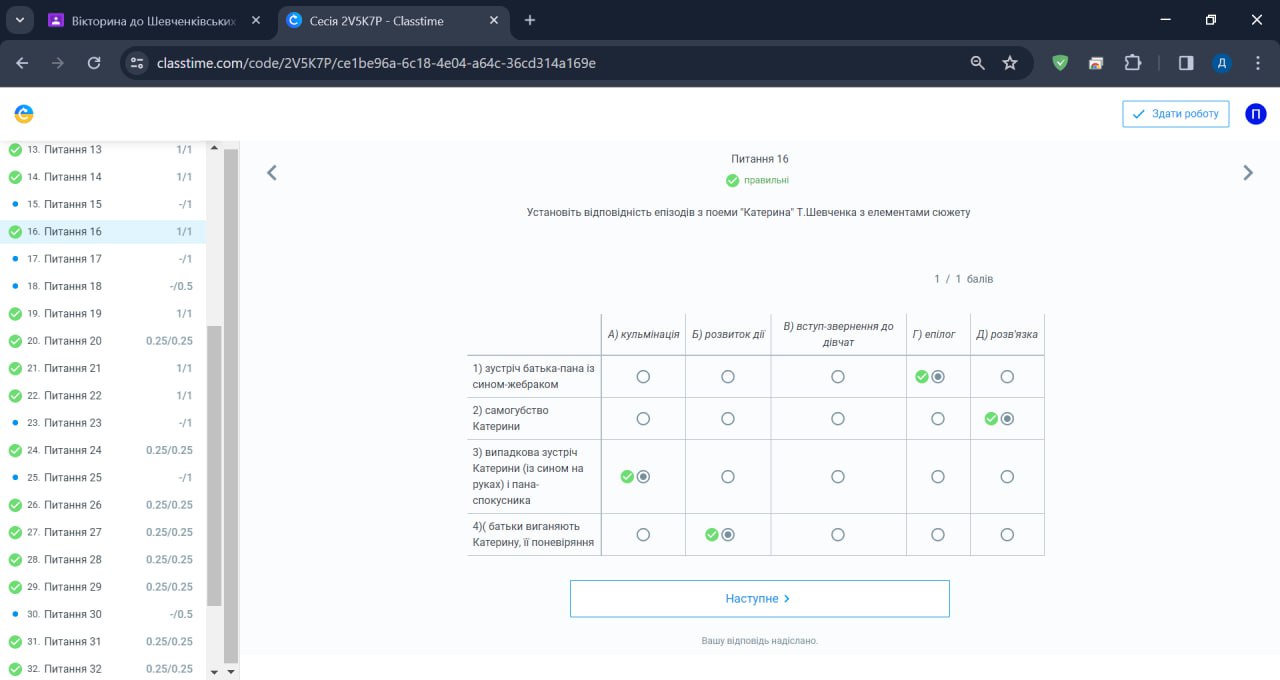 Вікторина до Шевченківських
Сесія 2V5K7P - Classtime
classtime.com/code/2V5K7P/ce1be96a-6c18-4e04-a64c-36cd314a169e
Д
Здати роботу
П
13. Питання 13 1/1
14. Питання 14 1/1
15. Питання 15 -/1
16. Питання 16 1/1
17. Питання 17 -/1
18. Питання 18 -/0.5
19. Питання 19 1/1
20. Питання 20 0.25/0.25
21. Питання 21 1/1
22. Питання 22 1/1
23. Питання 23 -/1
24. Питання 24 0.25/0.25
25. Питання 25 -/1
26. Питання 26 0.25/0.25
27. Питання 27 0.25/0.25
28. Питання 28 0.25/0.25
29. Питання 29 0.25/0.25
30. Питання 30 -/0.5
31. Питання 31 0.25/0.25
32. Питання 32 0.25/0.25
Питання 16
правильні
Установіть відповідність епізодів з поеми "Катерина" Т.Шевченка з елементами сюжету
1 / 1 балів
А) кульмінація
Б) розвиток дії
В) вступ-звернення до
дівчат
Г) епілог
Д) розв'язка
1) зустріч батька-пана із
сином-жебраком
2) самогубство
Катерини
3) випадкова зустріч
Катерини (із сином на
руках) і пана-
спокусника
4)( батьки виганяють
Катерину, її поневіряння
Наступне
Вашу відповідь надіслано.